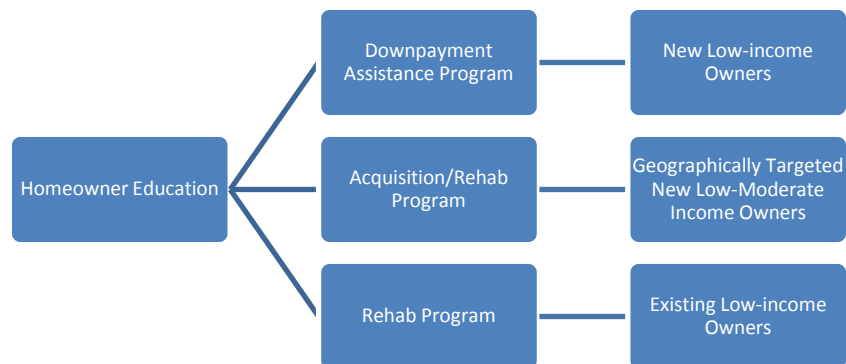 Downpayment
Assistance Program
New Low-income
Owners
Homeowner Education
Acquisition/Rehab
Program
Geographically Targeted
New Low-Moderate
Income Owners
Rehab Program
Existing Low-income
Owners